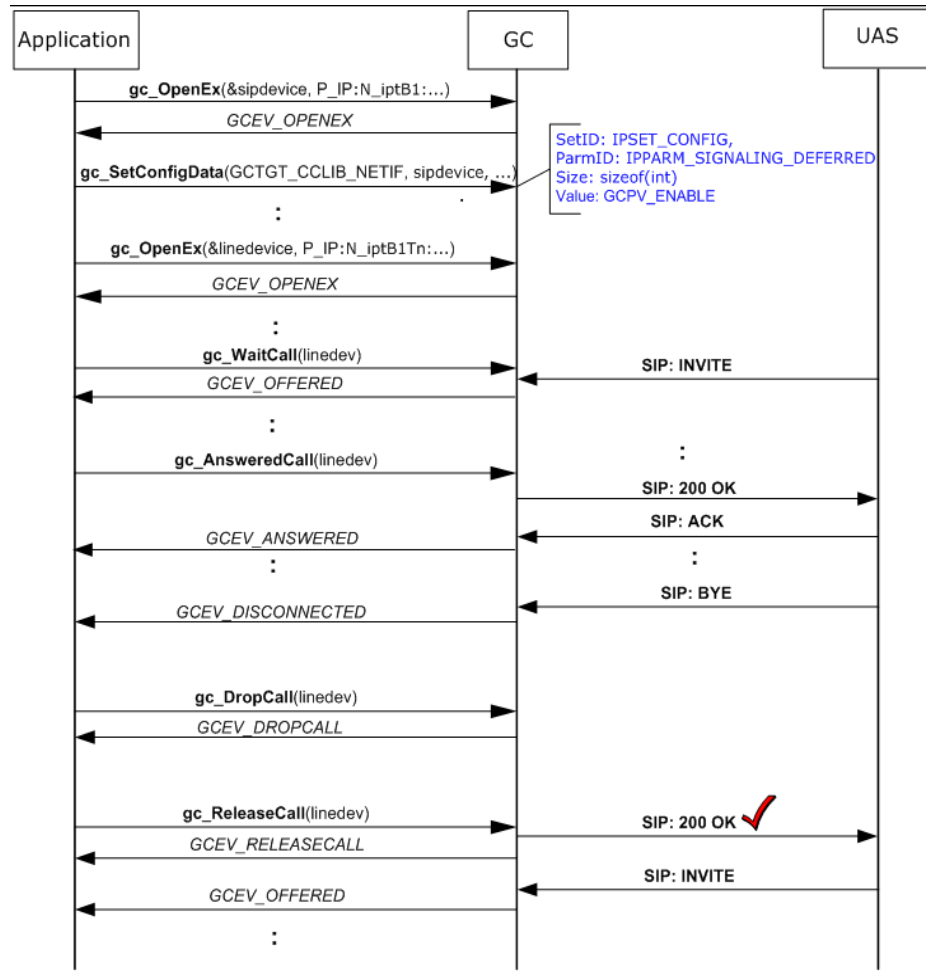 Application
GC
UAS
gc_OpenEx(&sipdevice, P_IP:N_iptB1:...)
GCEV_OPENEX
SetID: IPSET_CONFIG,
ParmID: IPPARM_SIGNALING_DEFERRED
Size: sizeof(int)
Value: GCPV_ENABLE
gc_SetConfigData(GCTGT_CCLIB_NETIF, sipdevice, ...)
:
gc_OpenEx(&linedevice, P_IP:N_iptB1Tn:...)
GCEV_OPENEX
:
gc_WaitCall(linedev)
SIP: INVITE
GCEV_OFFERED
:
gc_AnsweredCall(linedev)
:
SIP: 200 OK
SIP: ACK
GCEV_ANSWERED
:
:
SIP: BYE
GCEV_DISCONNECTED
gc_DropCall(linedev)
GCEV_DROPCALL
gc_ReleaseCall(linedev)
SIP: 200 OK
GCEV_RELEASECALL
SIP: INVITE
GCEV_OFFERED
: